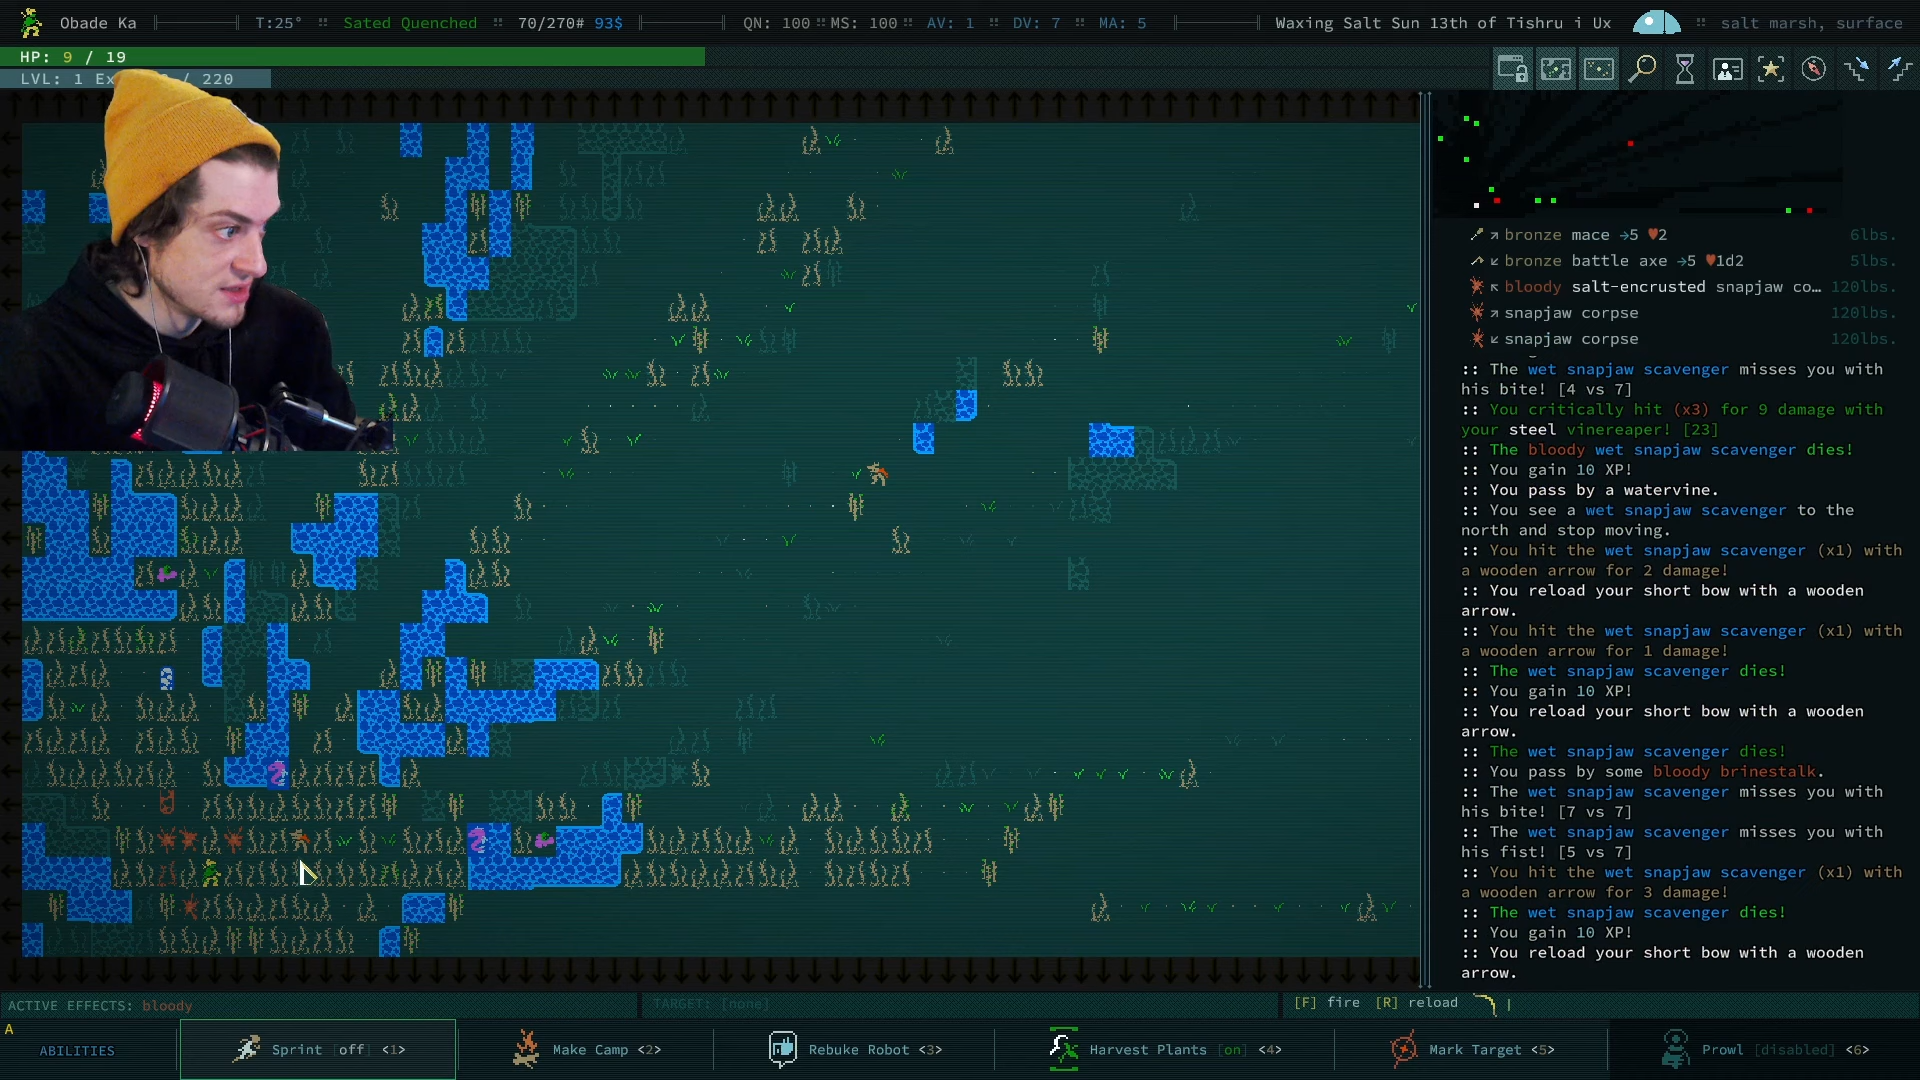 Obade Ka
T:25°
Sated Quenched
70/270# 93$
QN: 100
MS: 100
AV: 1
DV: 7
MA: 5
Waxing Salt Sun 13th of Tishru i Ux
salt marsh, surface
HP: 9 / 19
LVL: 1 Ex / 220
bronze mace →5 ♥2 6lbs.
bronze battle axe →5 ♥1d2 5lbs.
bloody salt-encrusted snapjaw co… 120lbs.
snapjaw corpse 120lbs.
snapjaw corpse 120lbs.
:: The wet snapjaw scavenger misses you with
his bite! [4 vs 7]
:: You critically hit (x3) for 9 damage with
your steel vinereaper! [23]
:: The bloody wet snapjaw scavenger dies!
:: You gain 10 XP!
:: You pass by a watervine.
:: You see a wet snapjaw scavenger to the
north and stop moving.
:: You hit the wet snapjaw scavenger (x1) with
a wooden arrow for 2 damage!
:: You reload your short bow with a wooden
arrow.
:: You hit the wet snapjaw scavenger (x1) with
a wooden arrow for 1 damage!
:: The wet snapjaw scavenger dies!
:: You gain 10 XP!
:: You reload your short bow with a wooden
arrow.
:: The wet snapjaw scavenger dies!
:: You pass by some bloody brinestalk.
:: The wet snapjaw scavenger misses you with
his bite! [7 vs 7]
:: The wet snapjaw scavenger misses you with
his fist! [5 vs 7]
:: You hit the wet snapjaw scavenger (x1) with
a wooden arrow for 3 damage!
:: The wet snapjaw scavenger dies!
:: You gain 10 XP!
:: You reload your short bow with a wooden
arrow.
ACTIVE EFFECTS: bloody
TARGET: [none]
[F] fire [R] reload
A
ABILITIES
Sprint [off] <1>
Make Camp <2>
Rebuke Robot <3>
Harvest Plants [on] <4>
Mark Target <5>
Prowl [disabled] <6>